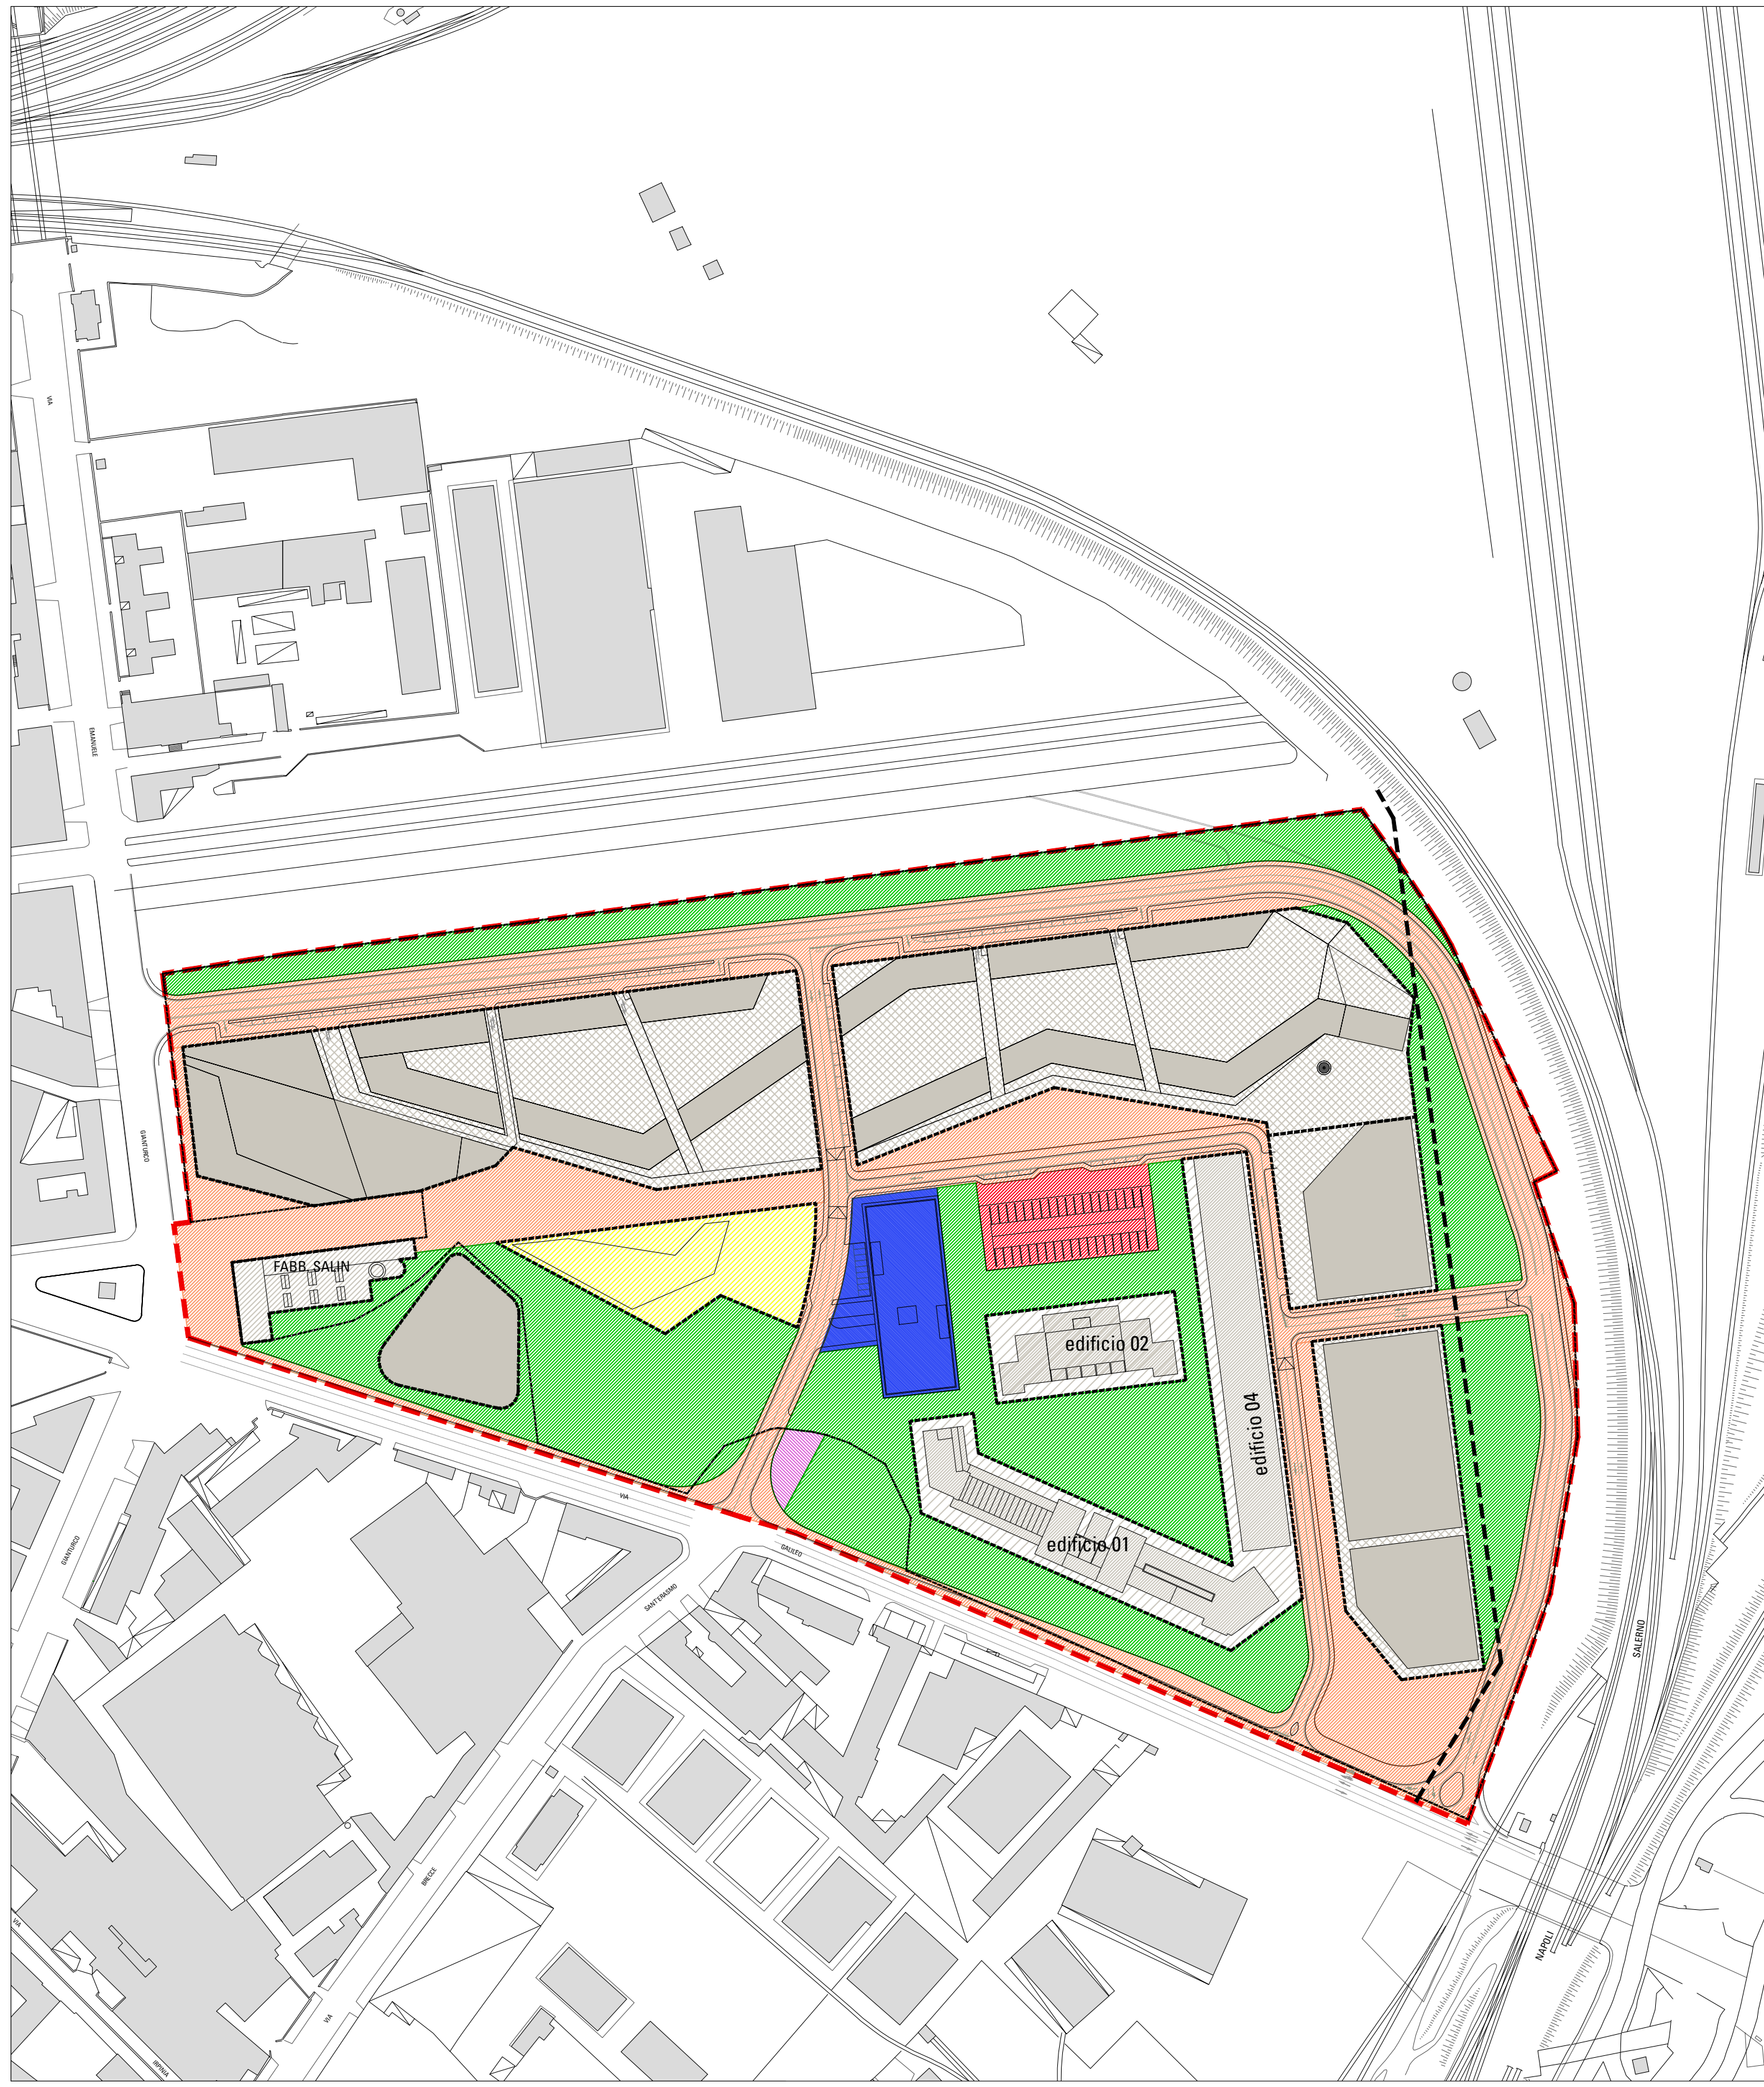 VIA
EMANUELE
GIANTURCO
FABB. SALIN
edificio 02
edificio 04
edificio 01
VIA
GALILEO
GIANTURCO
SANT'ERASMO
BRECCE
VIA
SALERNO
NAPOLI
VIA
IRPINIA